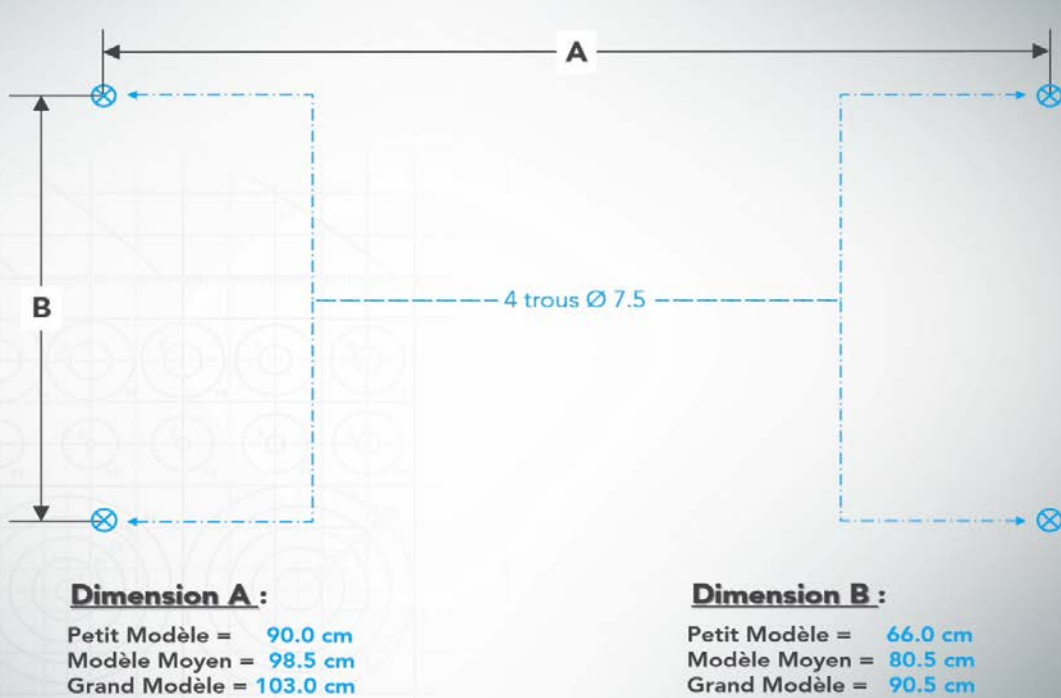 A
B
4 trous Ø 7.5
Dimension A :
Petit Modèle = 90.0 cm
Modèle Moyen = 98.5 cm
Grand Modèle = 103.0 cm
Dimension B :
Petit Modèle = 66.0 cm
Modèle Moyen = 80.5 cm
Grand Modèle = 90.5 cm